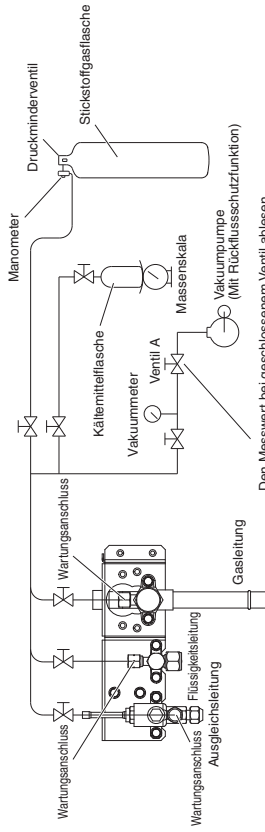 Manometer
Druckminderventil
Stickstoffgasflasche
Kältemittelflasche
Massenskala
Vakuummeter
Ventil A
Vakuumpumpe
(Mit Rückflussschutzfunktion)
Wartungsanschluss
Wartungsanschluss
Wartungsanschluss
Ausgleichsleitung
Flüssigkeitsleitung
Gasleitung
Den Messwert bei geschlossenem Ventil ablesen